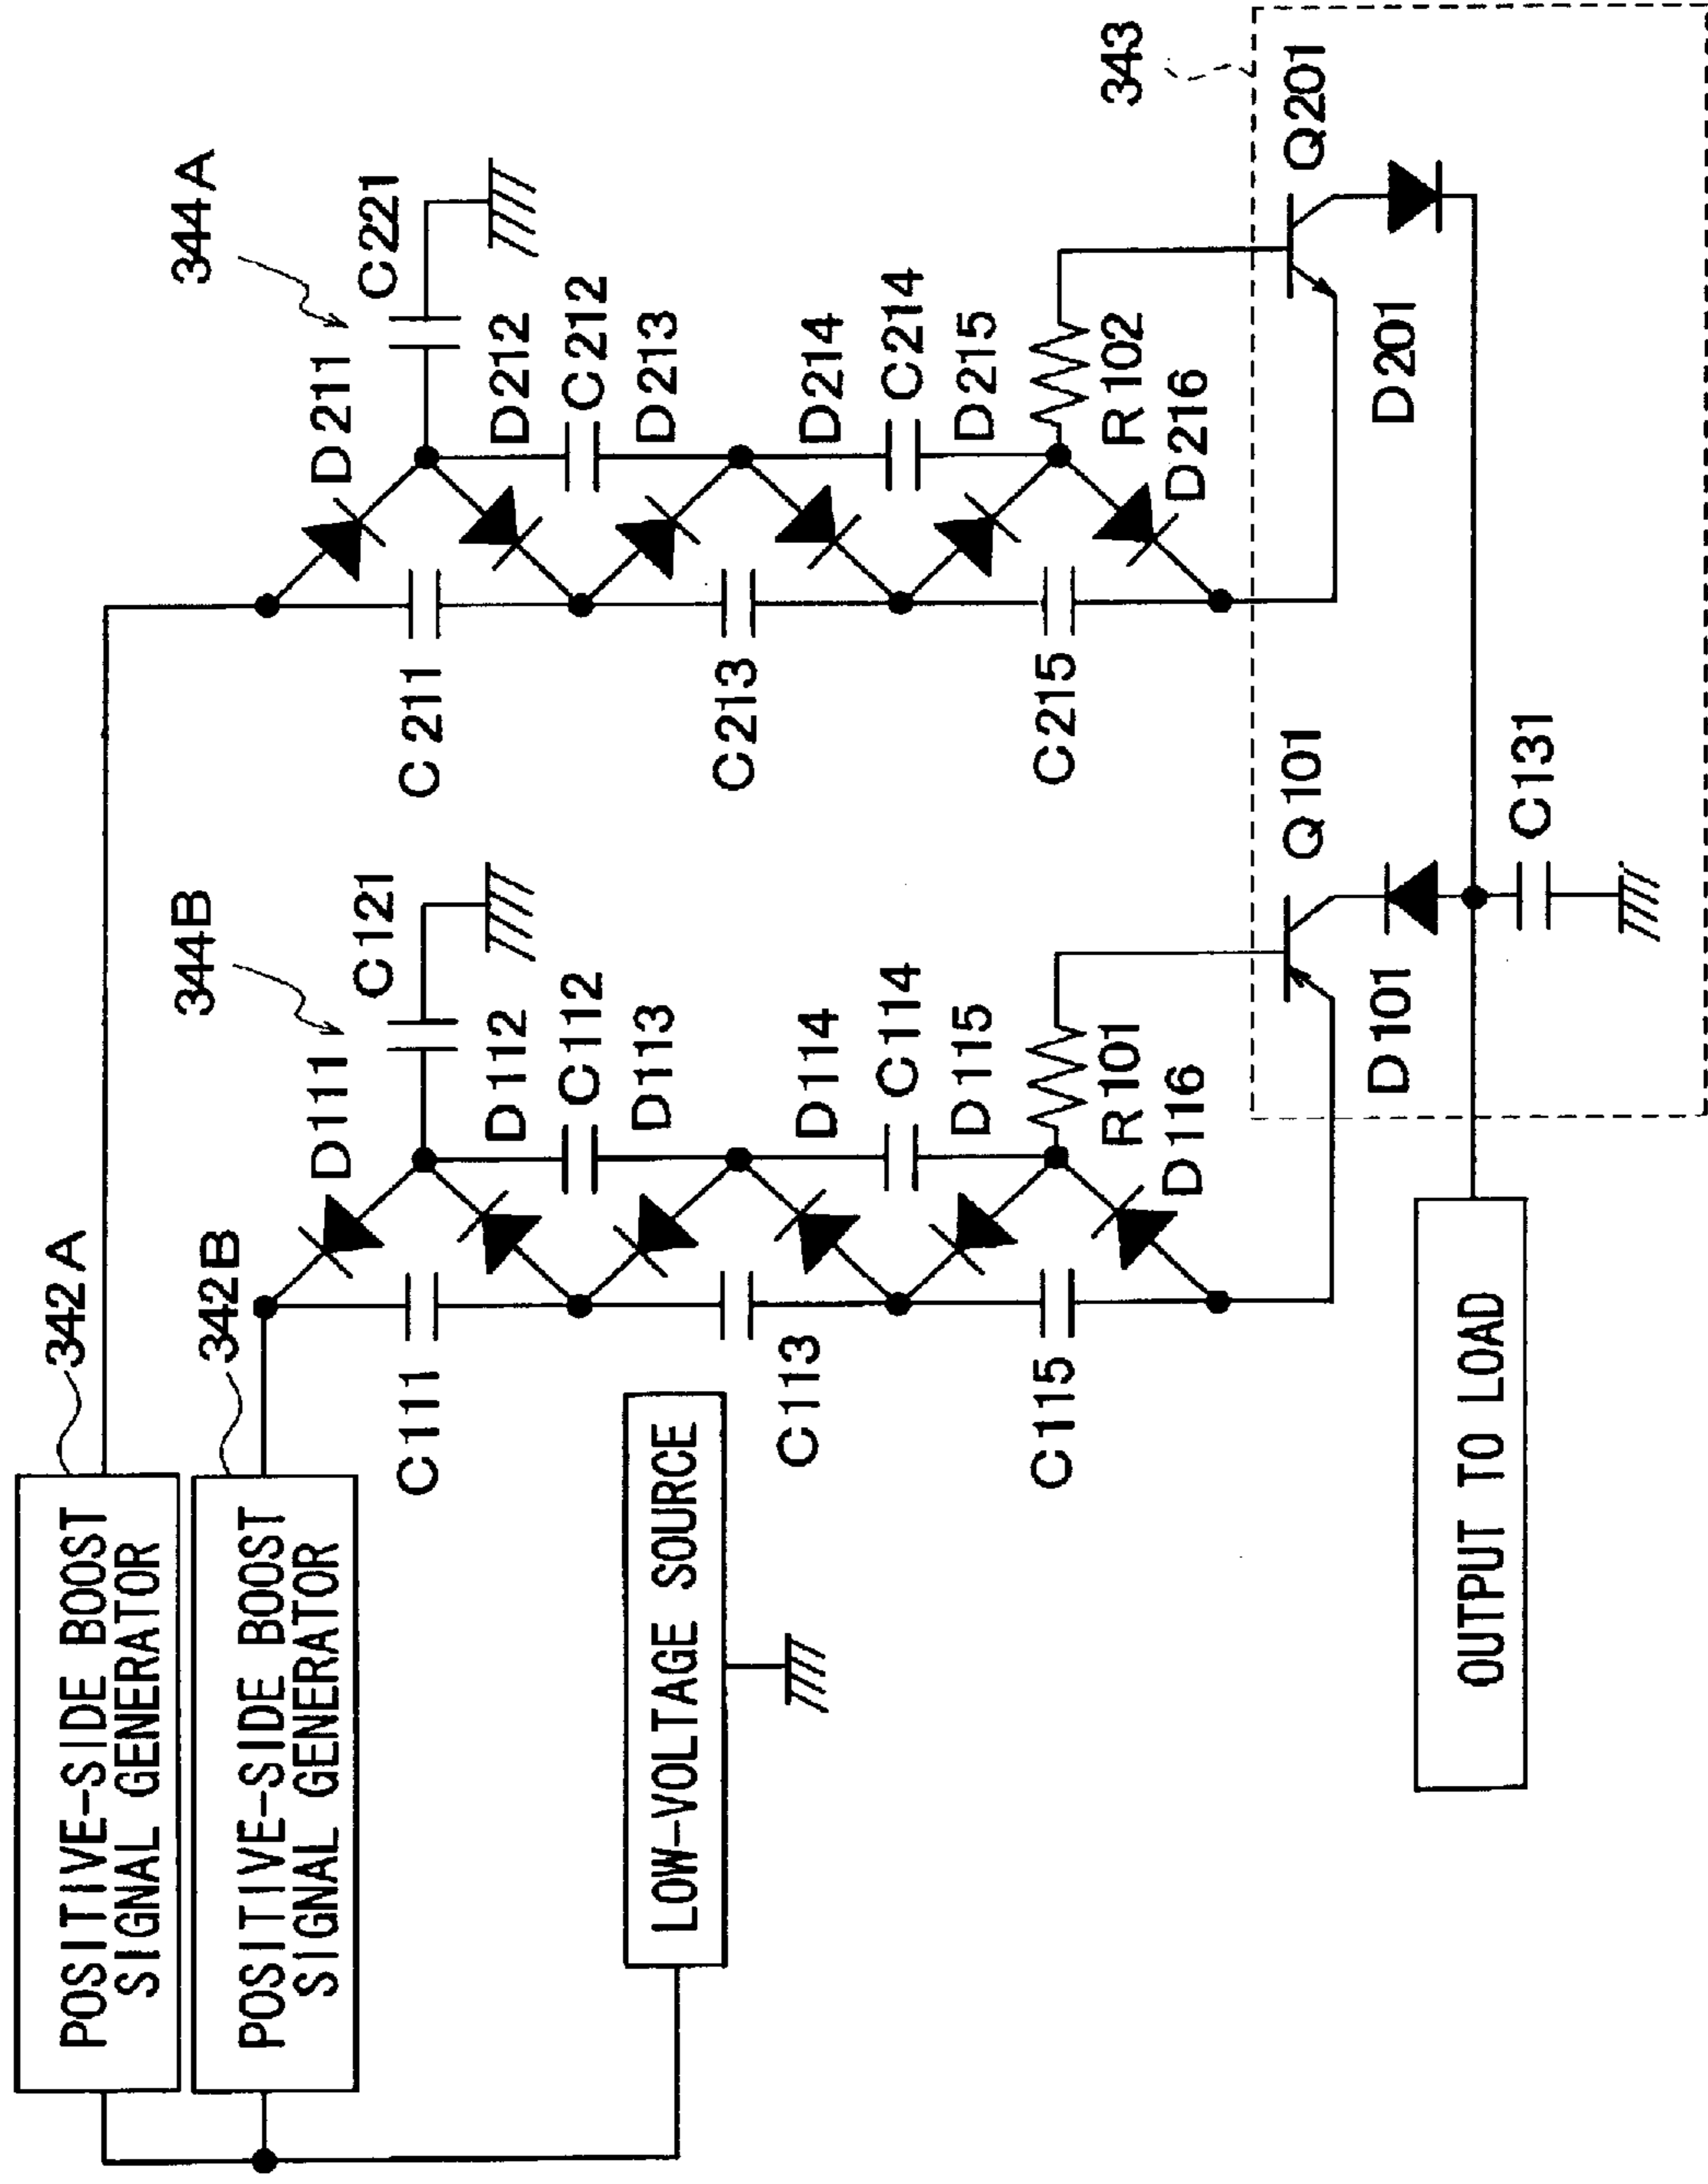 POSITIVE-SIDE BOOST
SIGNAL GENERATOR
342A
POSITIVE-SIDE BOOST
SIGNAL GENERATOR
342B
LOW-VOLTAGE SOURCE
OUTPUT TO LOAD
344B
D111
C121
C111
D112
C112
D113
C113
D114
C114
D115
C115
R101
D116
344A
D211
C221
C211
D212
C212
D213
C213
D214
C214
D215
C215
R102
D216
343
Q101
D101
C131
Q201
D201